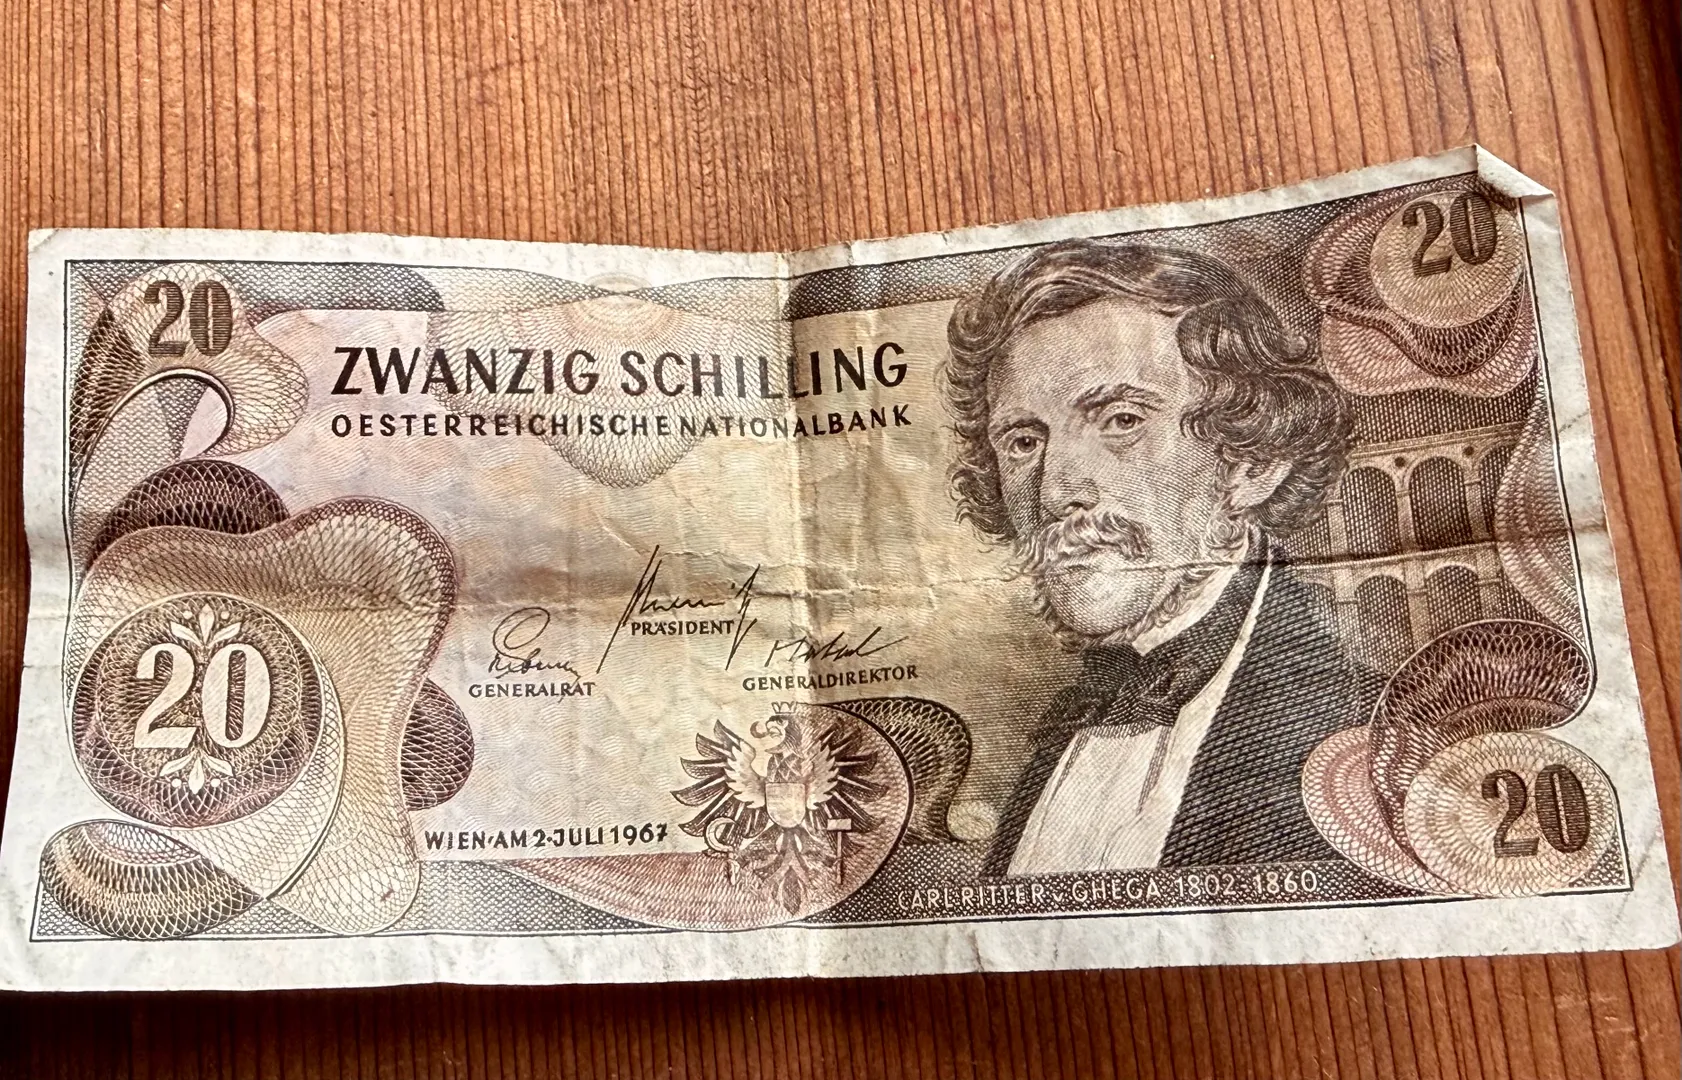 20
20
ZWANZIG SCHILLING
OESTERREICHISCHE NATIONALBANK
PRÄSIDENT
GENERALRAT
GENERALDIREKTOR
20
20
WIEN·AM 2·JULI 1967
CARL·RITTER v. GHEGA 1802-1860